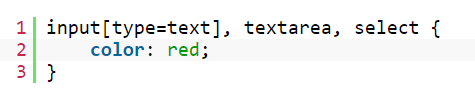 1 input[type=text], textarea, select {
2     color: red;
3 }